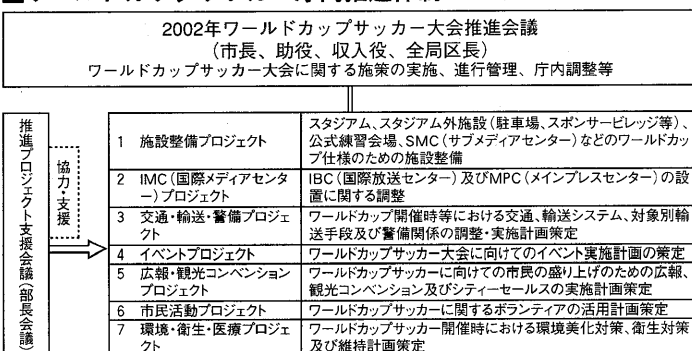 2002年ワールドカップサッカー大会推進会議
(市長、助役、収入役、全局区長)
ワールドカップサッカー大会に関する施策の実施、進行管理、庁内調整等
推進プロジェクト支援会議(部長会議)
協力・支援
1 施設整備プロジェクト
スタジアム、スタジアム外施設(駐車場、スポンサービレッジ等)、
公式練習会場、SMC(サブメディアセンター)などのワールドカッ
プ仕様のための施設整備
2 IMC(国際メディアセンタ
ー)プロジェクト
IBC(国際放送センター)及びMPC(メインプレスセンター)の設
置に関する調整
3 交通・輸送・警備プロジェ
クト
ワールドカップ開催時等における交通、輸送システム、対象別輸
送手段及び警備関係の調整・実施計画策定
4 イベントプロジェクト
ワールドカップサッカー大会に向けてのイベント実施計画の策定
5 広報・観光コンベンション
プロジェクト
ワールドカップサッカーに向けての市民の盛り上げのための広報、
観光コンベンション及びシティーセールスの実施計画策定
6 市民活動プロジェクト
ワールドカップサッカーに関するボランティアの活用計画策定
7 環境・衛生・医療プロジェ
クト
ワールドカップサッカー開催時における環境美化対策、衛生対策
及び維持計画策定